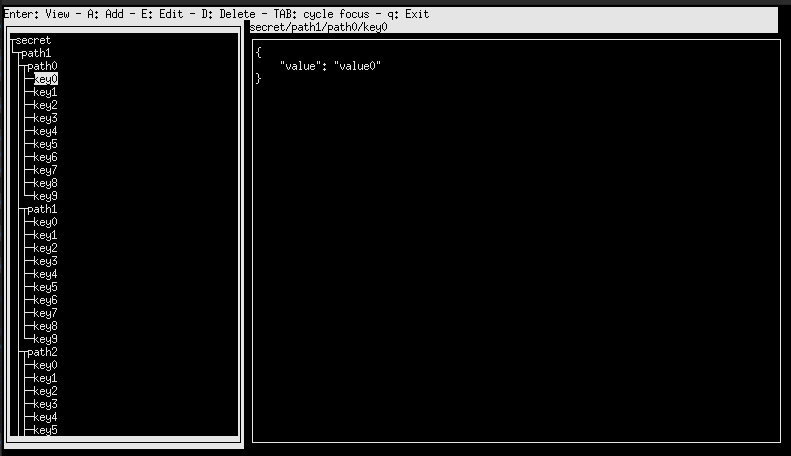 Enter: View - A: Add - E: Edit - D: Delete - TAB: cycle focus - q: Exit
secret/path1/path0/key0
secret
path1
path0
key0
key1
key2
key3
key4
key5
key6
key7
key8
key9
path1
key0
key1
key2
key3
key4
key5
key6
key7
key8
key9
path2
key0
key1
key2
key3
key4
key5
{
"value": "value0"
}